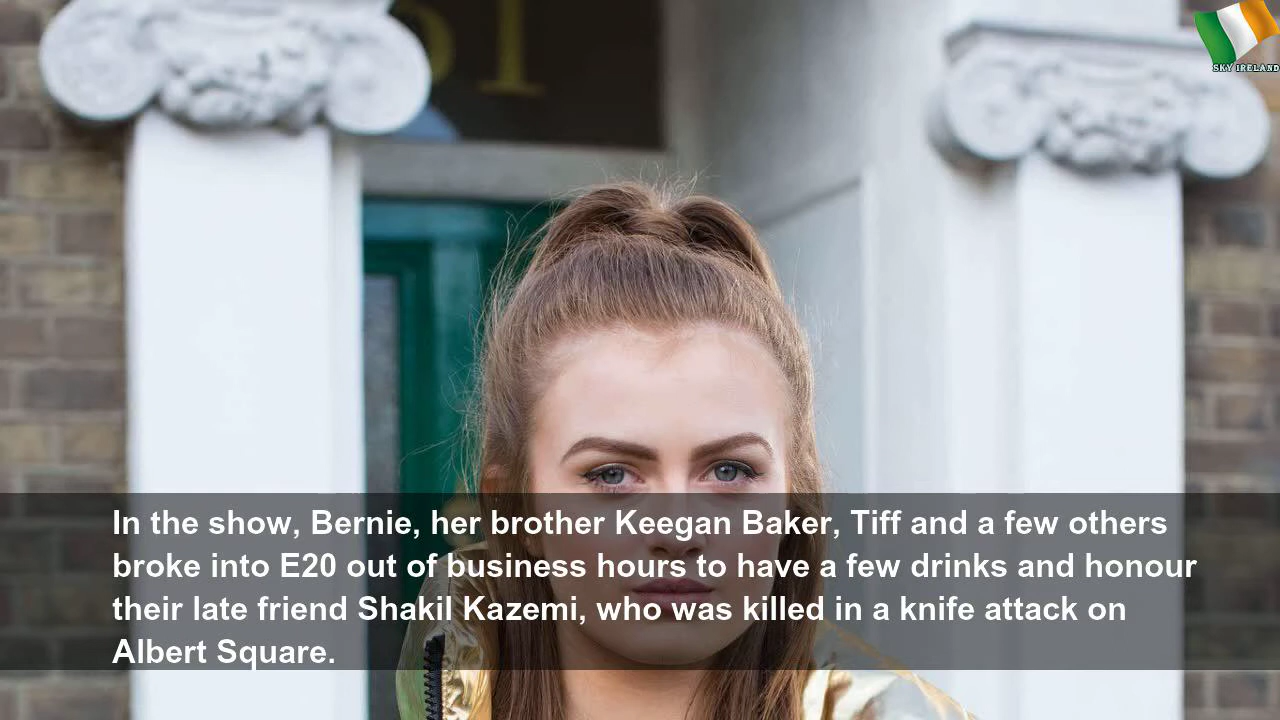 31
SKY IRELAND
In the show, Bernie, her brother Keegan Baker, Tiff and a few others
broke into E20 out of business hours to have a few drinks and honour
their late friend Shakil Kazemi, who was killed in a knife attack on
Albert Square.